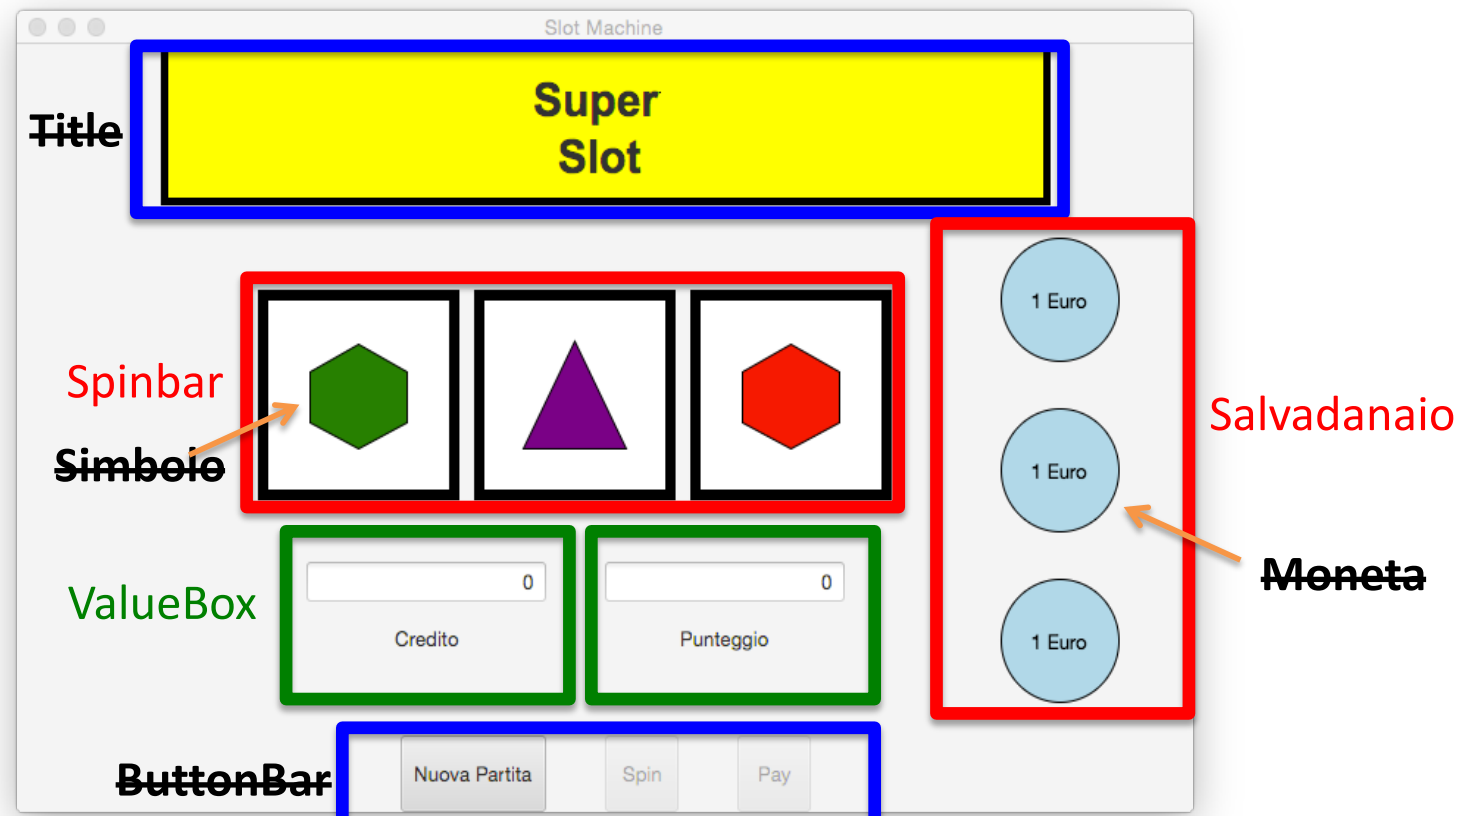 Slot Machine
Title
Super
Slot
1 Euro
Spinbar
Salvadanaio
Simbolo
1 Euro
Moneta
0
0
ValueBox
Credito
Punteggio
1 Euro
ButtonBar
Nuova Partita
Spin
Pay